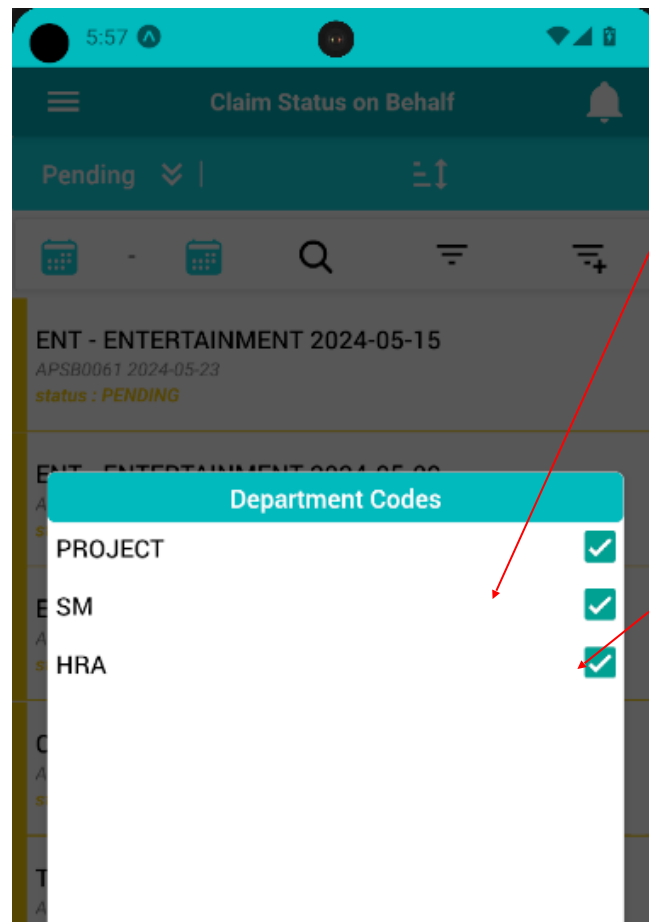 5:57
Claim Status on Behalf
Pending
-
ENT - ENTERTAINMENT 2024-05-15
APSB0061 2024-05-23
status : PENDING
Department Codes
PROJECT
SM
HRA